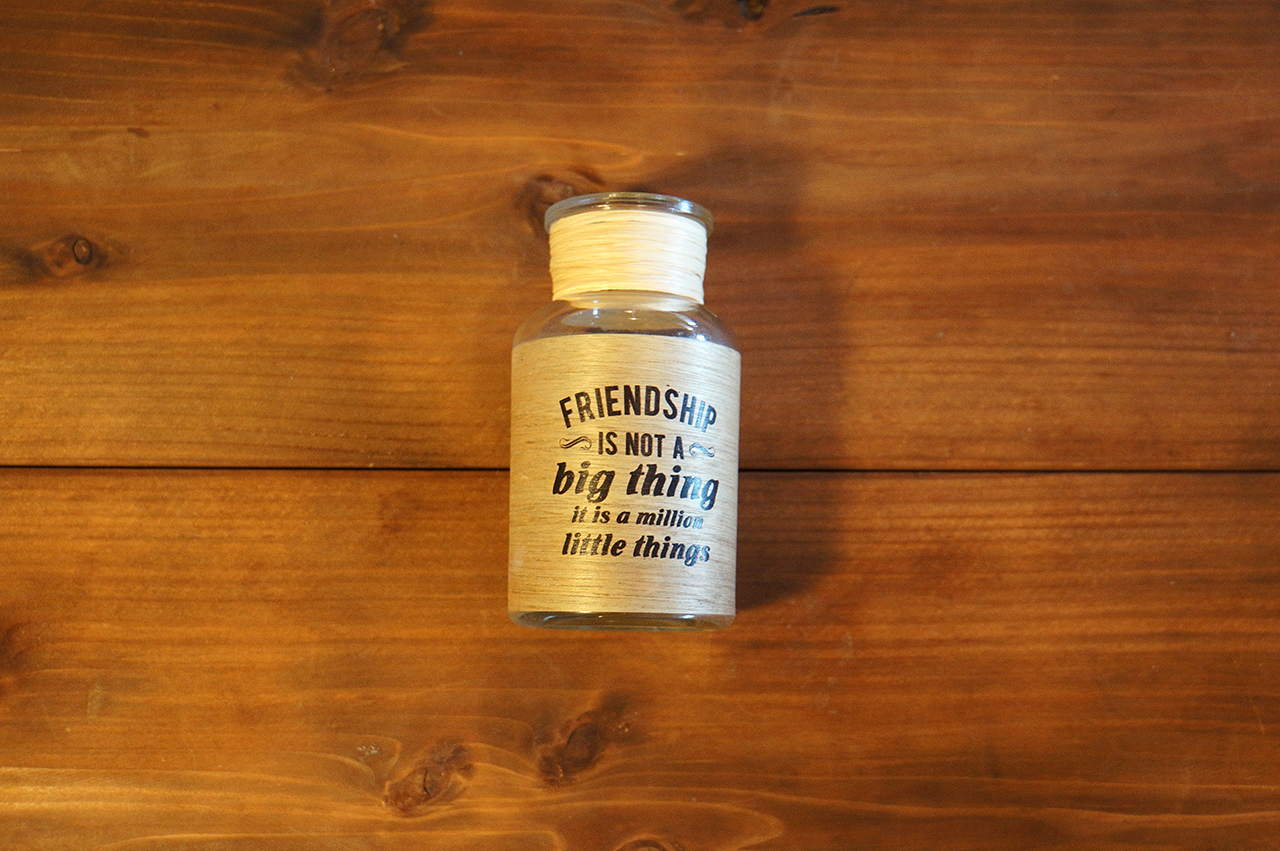 FRIENDSHIP
IS NOT A
big thing
it is a million
little things